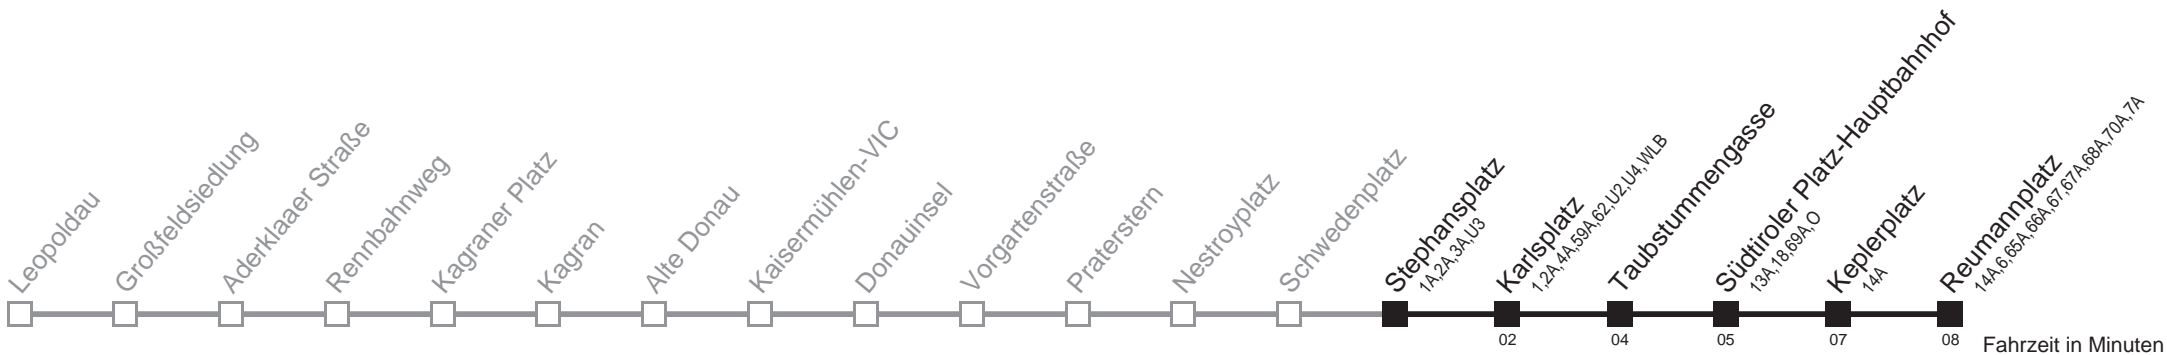 Leopoldau
Großfeldsiedlung
Aderklaaer Straße
Rennbahnweg
Kagraner Platz
Kagran
Alte Donau
Kaisermühlen-VIC
Donauinsel
Vorgartenstraße
Praterstern
Nestroyplatz
Schwedenplatz
Stephansplatz
1A,2A,3A,U3
Karlsplatz
1,2A,4A,59A,62,U2,U4,WLB
Taubstummengasse
Südtiroler Platz-Hauptbahnhof
13A,18,69A,O
Keplerplatz
14A
Reumannplatz
14A,6,65A,66A,67,67A,68A,70A,7A
02
04
05
07
08
Fahrzeit in Minuten